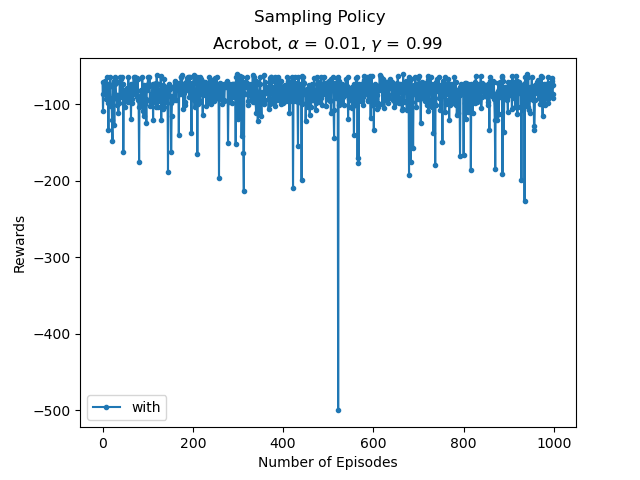 Sampling Policy
Acrobot, α = 0.01, γ = 0.99
Rewards
−100
−200
−300
−400
−500
with
0 200 400 600 800 1000
Number of Episodes